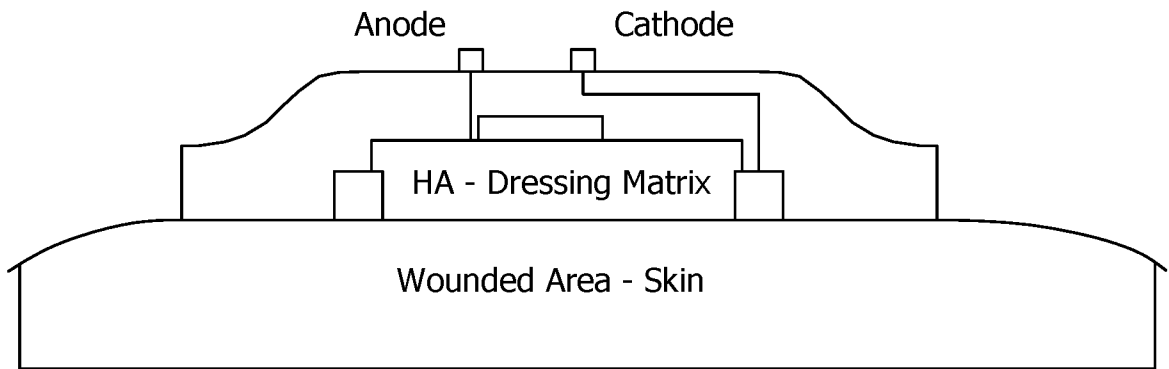 Anode Cathode
HA - Dressing Matrix
Wounded Area - Skin